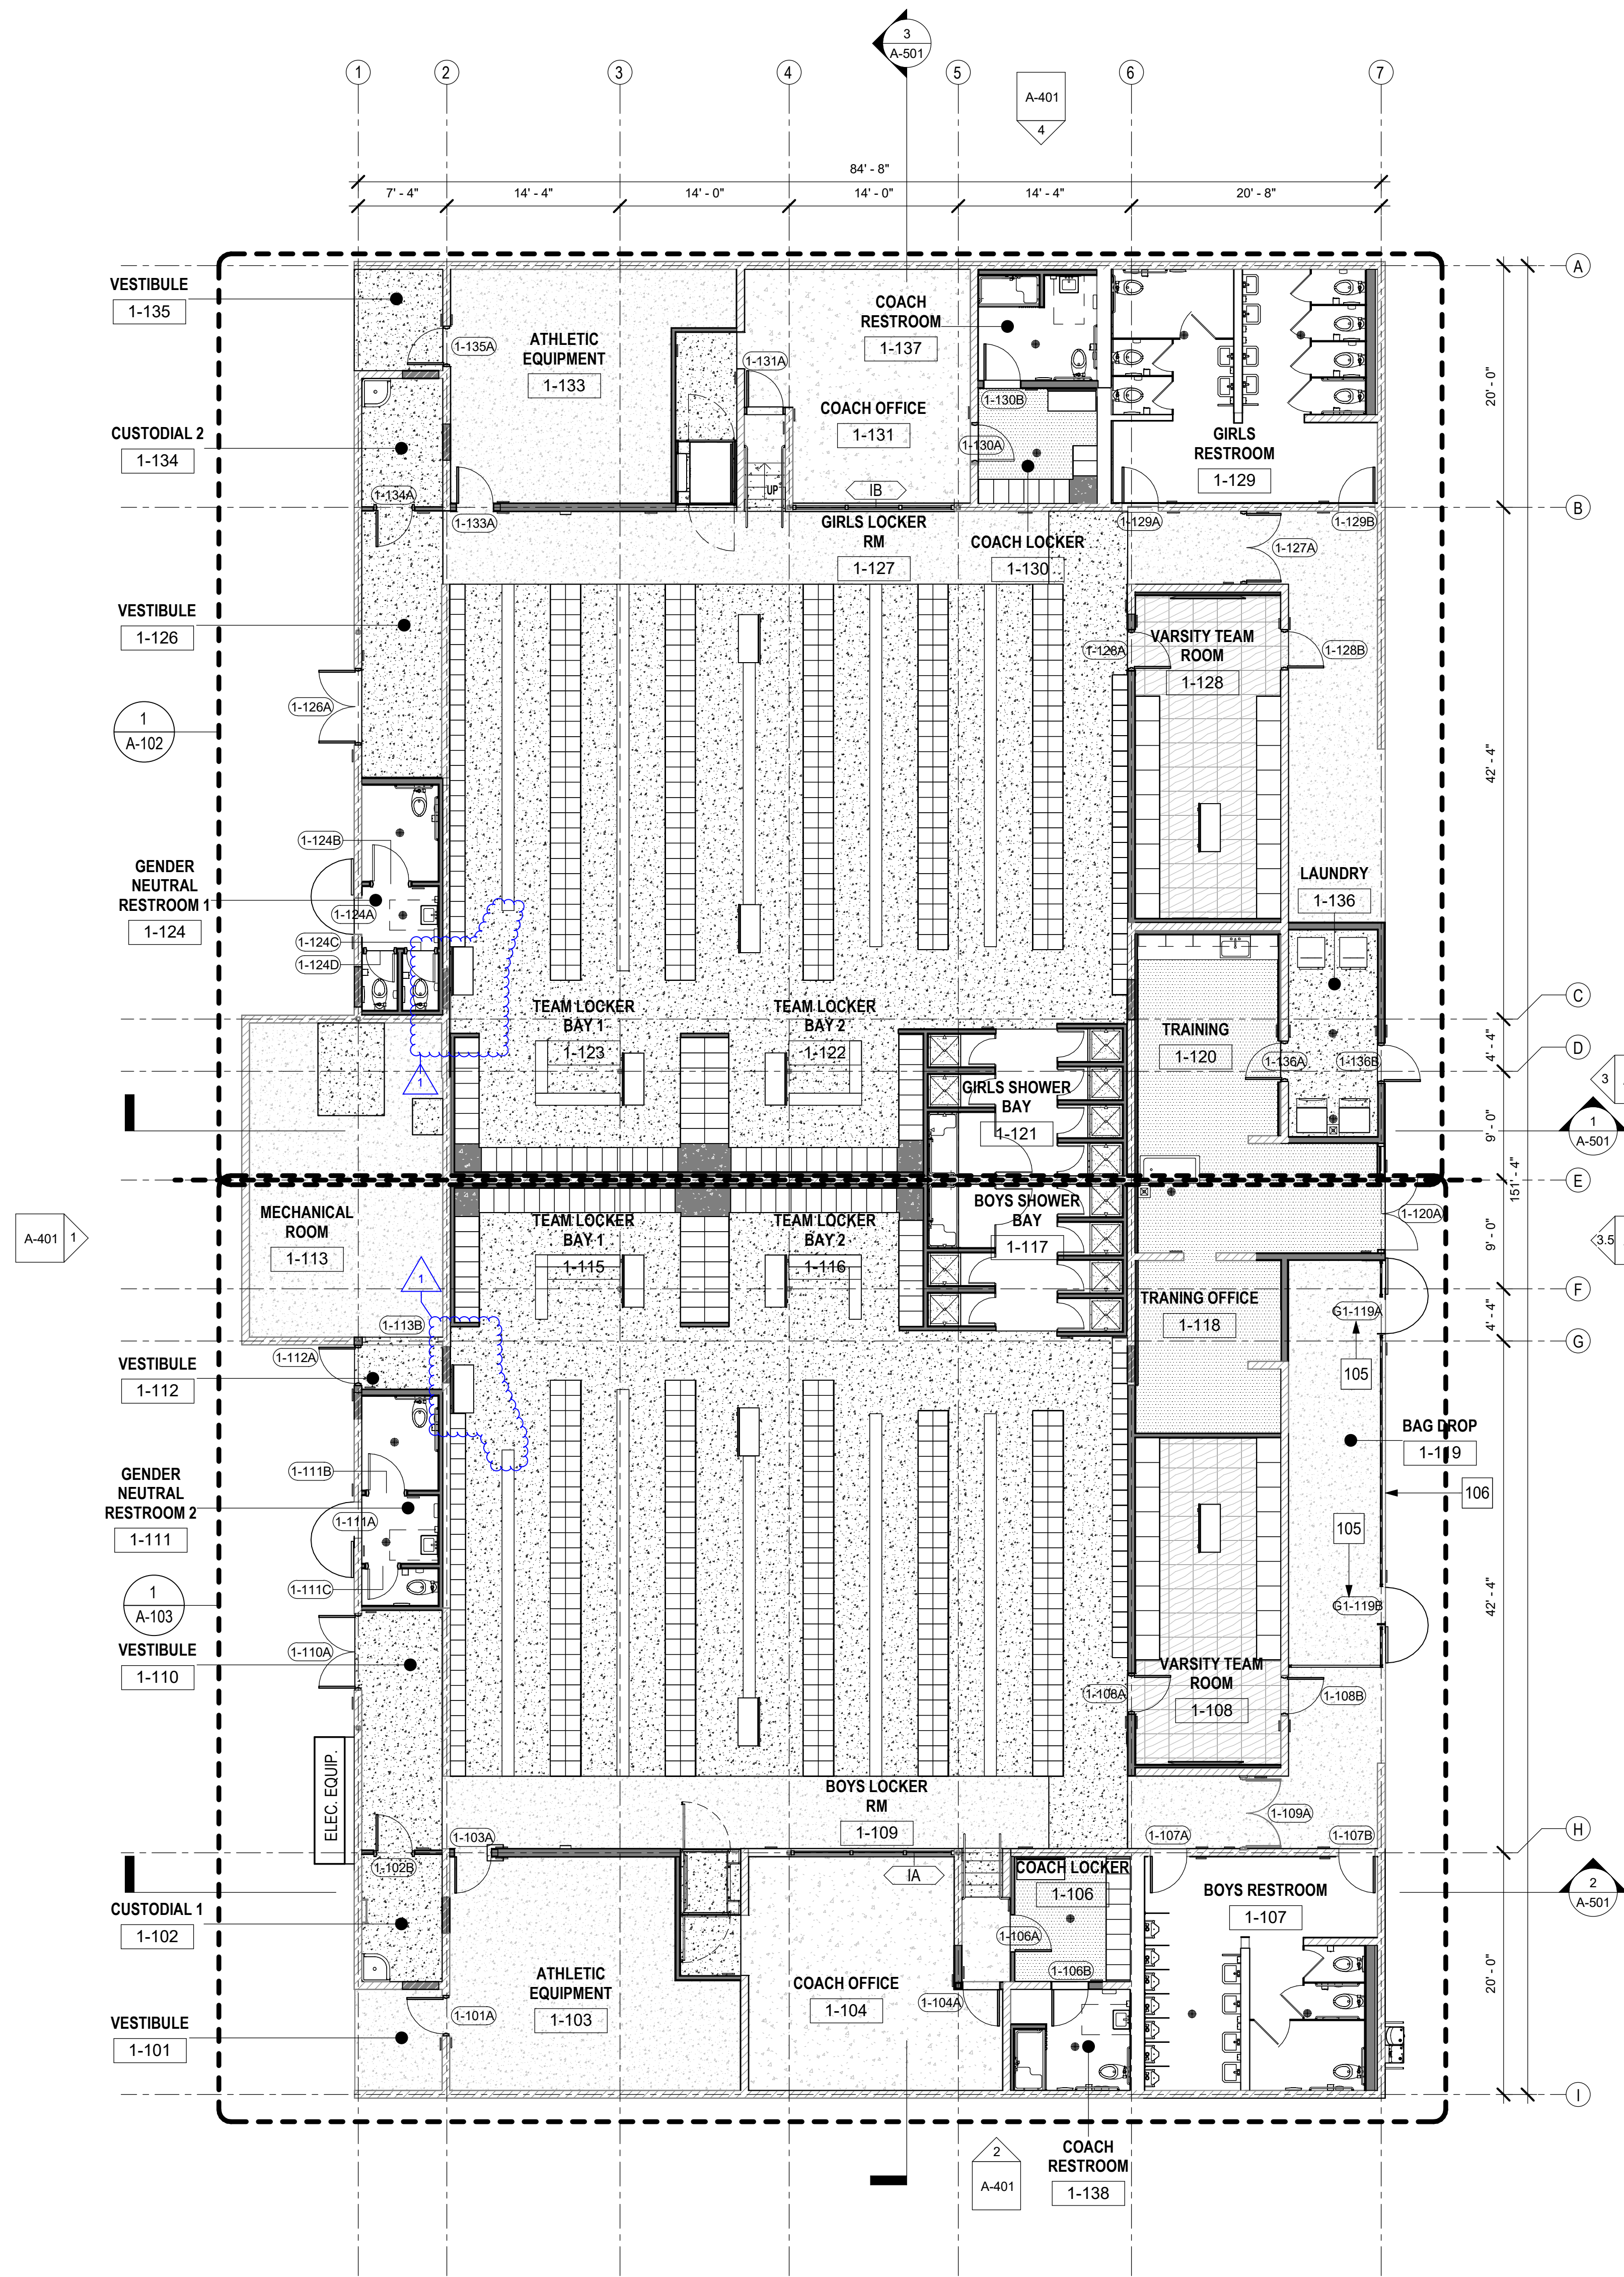 3
A-501
1
2
3
4
5
6
7
A-401
4
84' - 8"
7' - 4"
14' - 4"
14' - 0"
14' - 0"
14' - 4"
20' - 8"
A
VESTIBULE
1-135
1-135A
ATHLETIC
EQUIPMENT
1-133
1-131A
COACH
RESTROOM
1-137
COACH OFFICE
1-131
1-130B
1-130A
GIRLS
RESTROOM
1-129
20' - 0"
CUSTODIAL 2
1-134
1-134A
1-133A
UP
IB
B
GIRLS LOCKER
RM
1-127
COACH LOCKER
1-130
1-129A
1-129B
1-127A
VESTIBULE
1-126
1-126A
1
A-102
1-128A
VARSITY TEAM
ROOM
1-128
1-128B
42' - 4"
1-124B
GENDER
NEUTRAL
RESTROOM 1
1-124
1-124A
1-124C
1-124D
LAUNDRY
1-136
C
TEAM LOCKER
BAY 1
1-123
TEAM LOCKER
BAY 2
1-122
TRAINING
1-120
1-136A
1-136B
4' - 4"
D
1
GIRLS SHOWER
BAY
1-121
3
1
A-501
9' - 0"
E
151' - 4"
MECHANICAL
ROOM
1-113
A-401
1
TEAM LOCKER
BAY 1
1-115
TEAM LOCKER
BAY 2
1-116
BOYS SHOWER
BAY
1-117
1-120A
9' - 0"
3.5
1
F
TRANING OFFICE
1-118
G1-119A
4' - 4"
1-113B
G
1-112A
VESTIBULE
1-112
105
BAG DROP
1-119
106
1-111B
GENDER
NEUTRAL
RESTROOM 2
1-111
1-111A
105
1-111C
1
A-103
G1-119B
42' - 4"
VESTIBULE
1-110
1-110A
VARSITY TEAM
ROOM
1-108
1-108A
1-108B
ELEC. EQUIP.
BOYS LOCKER
RM
1-109
1-109A
1-103A
1-107A
1-107B
H
1-102B
IA
COACH LOCKER
1-106
BOYS RESTROOM
1-107
2
A-501
CUSTODIAL 1
1-102
1-106A
1-106B
ATHLETIC
EQUIPMENT
1-103
COACH OFFICE
1-104
1-104A
20' - 0"
VESTIBULE
1-101
1-101A
I
2
A-401
COACH
RESTROOM
1-138